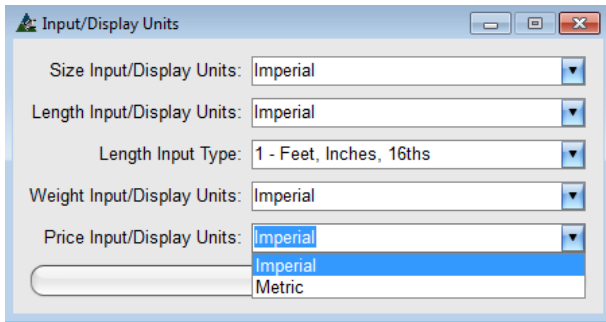 Input/Display Units
Size Input/Display Units: Imperial
Length Input/Display Units: Imperial
Length Input Type: 1 - Feet, Inches, 16ths
Weight Input/Display Units: Imperial
Price Input/Display Units: Imperial
Imperial
Metric